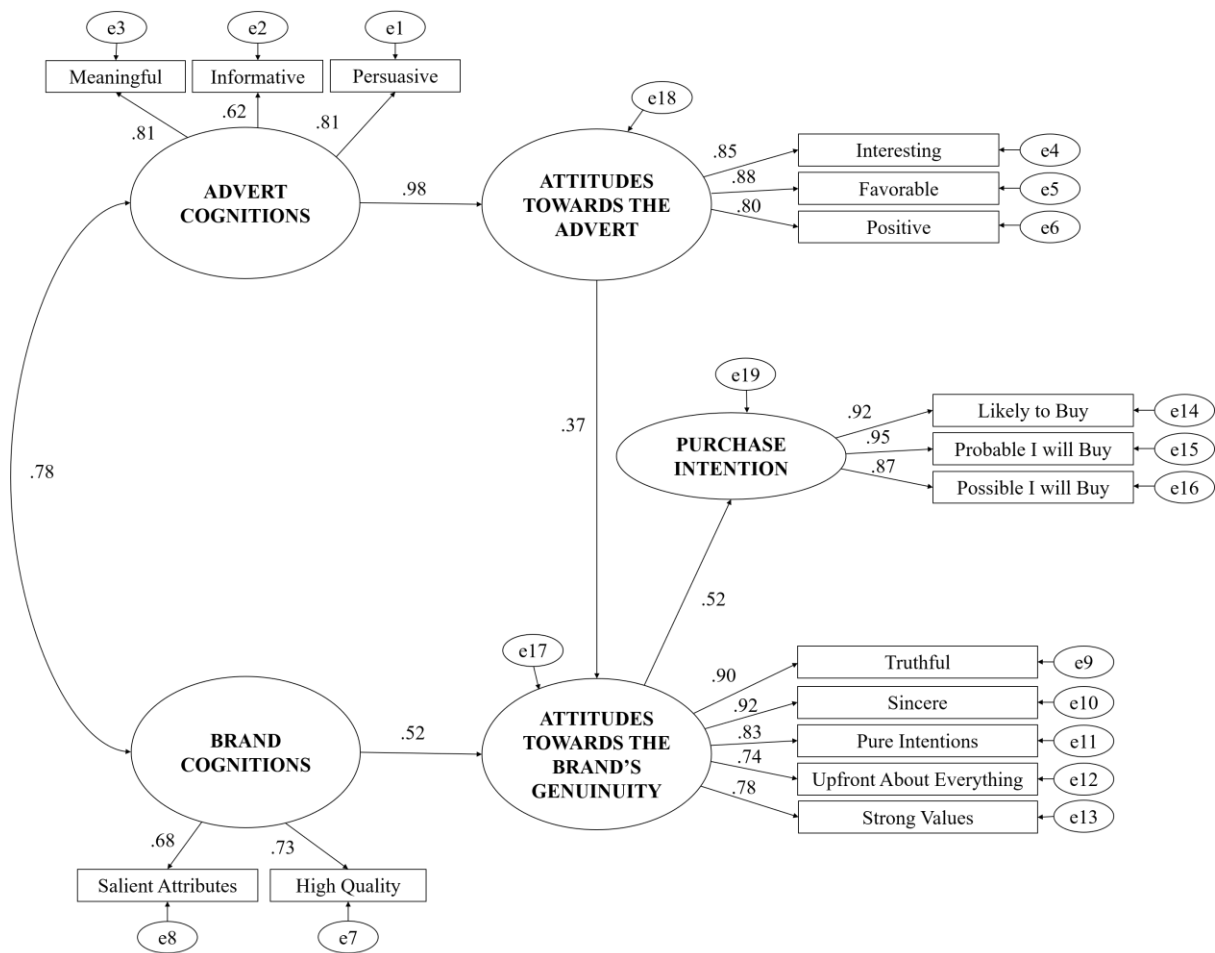 e3
e2
e1
Meaningful
Informative
Persuasive
.81
.62
.81
e18
ADVERT
COGNITIONS
.98
ATTITUDES
TOWARDS THE
ADVERT
.85
.88
.80
Interesting
Favorable
Positive
e4
e5
e6
.78
.37
e19
PURCHASE
INTENTION
.92
.95
.87
Likely to Buy
Probable I will Buy
Possible I will Buy
e14
e15
e16
.52
e17
BRAND
COGNITIONS
.52
ATTITUDES
TOWARDS THE
BRAND'S
GENUINUITY
.90
.92
.83
.74
.78
Truthful
Sincere
Pure Intentions
Upfront About Everything
Strong Values
e9
e10
e11
e12
e13
.68
.73
Salient Attributes
High Quality
e8
e7